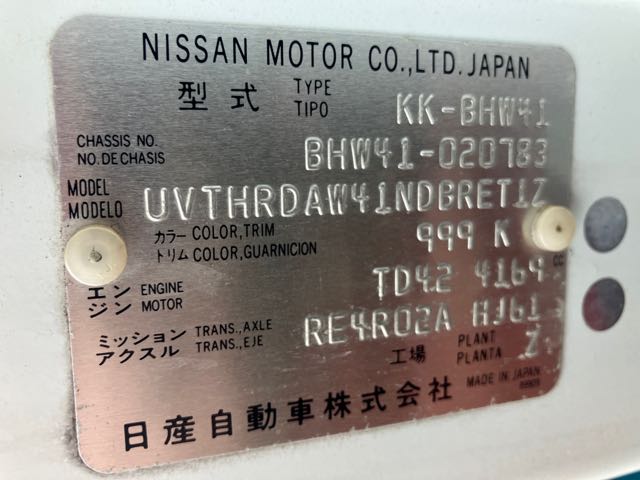 NISSAN MOTOR CO.,LTD. JAPAN
型式 TYPE TIPO KK-BHW41
CHASSIS NO. NO. DE CHASIS BHW41-020783
MODEL MODELO UVTHRDAW41NDBRET1Z
カラー COLOR,TRIM トリム COLOR,GUARNICION 999 K
エンジン ENGINE MOTOR TD42 4169 cc
ミッション アクスル TRANS.,AXLE TRANS.,EJE RE4R02A HJ61
工場 PLANT PLANTA Z
日産自動車株式会社 MADE IN JAPAN